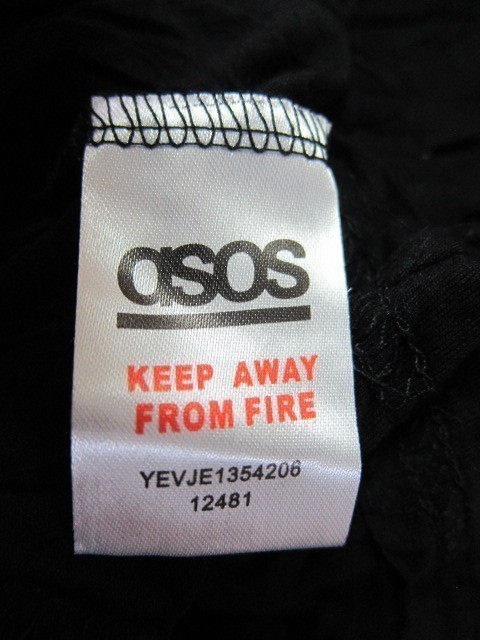 asos
KEEP AWAY
FROM FIRE
YEVJE1354206
12481